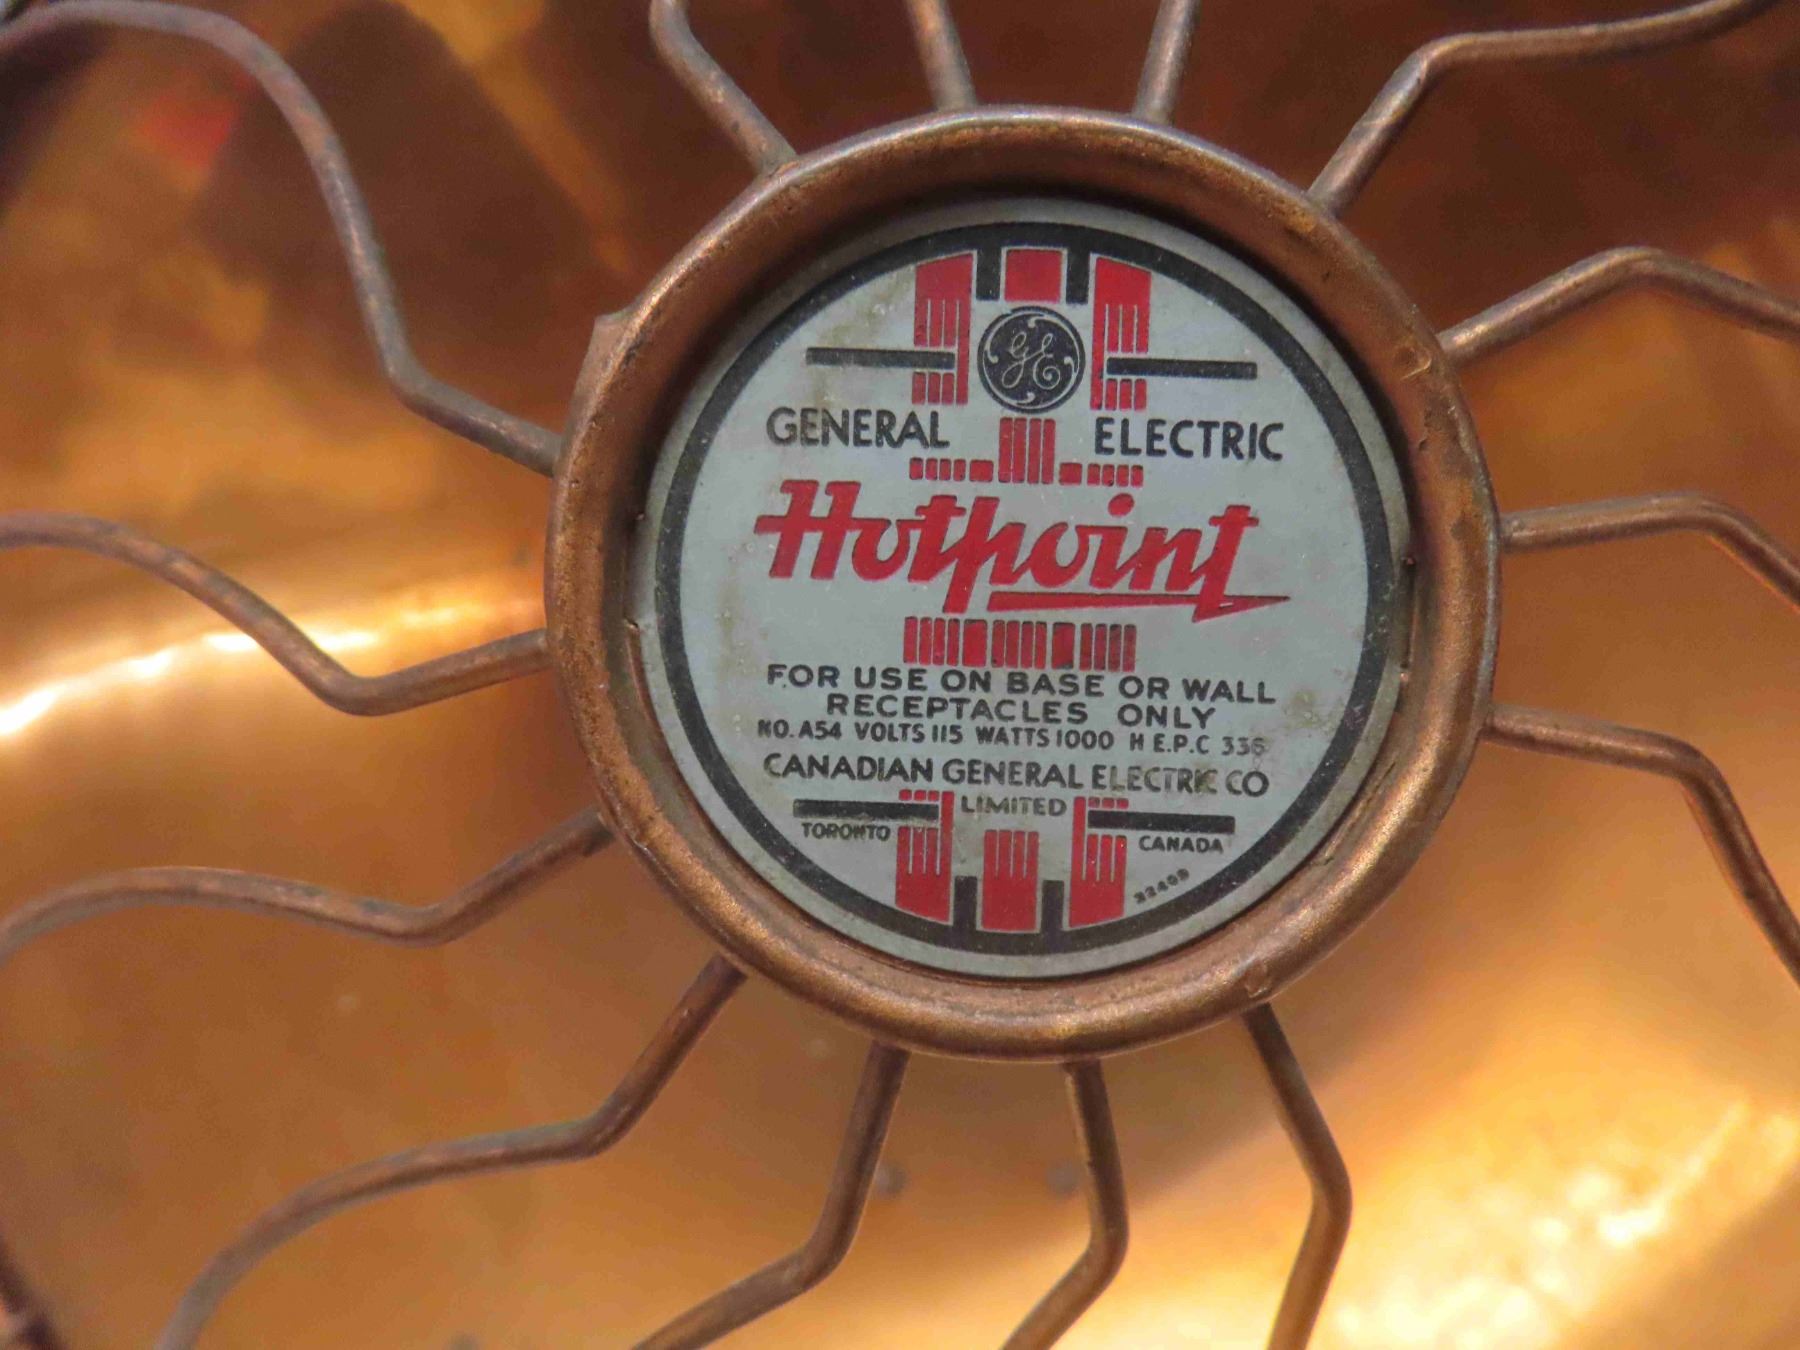 GE
GENERAL ELECTRIC
Hotpoint
FOR USE ON BASE OR WALL
RECEPTACLES ONLY
NO. A54 VOLTS 115 WATTS 1000 H E.P.C 336
CANADIAN GENERAL ELECTRIC CO
LIMITED
TORONTO CANADA